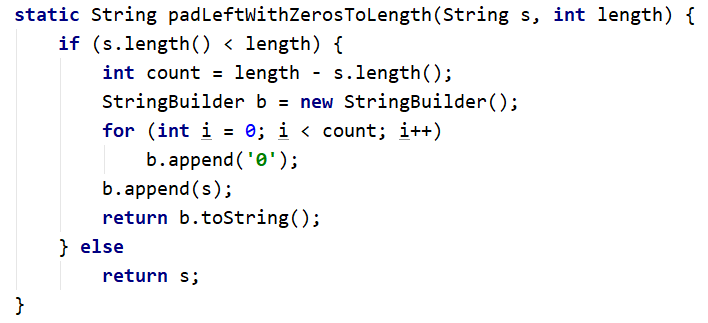 static String padLeftWithZerosToLength(String s, int length) {
    if (s.length() < length) {
        int count = length - s.length();
        StringBuilder b = new StringBuilder();
        for (int i = 0; i < count; i++)
            b.append('0');
        b.append(s);
        return b.toString();
    } else
        return s;
}